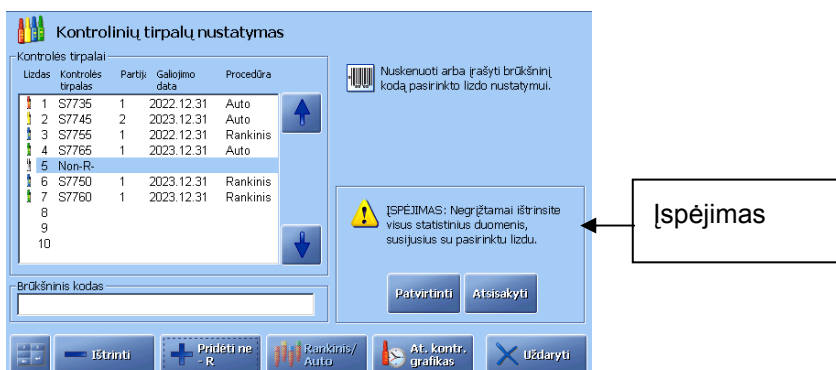 Kontrolinių tirpalų nustatymas
Kontrolės tirpalai
Lizdas Kontrolės tirpalas Partija Galiojimo data Procedūra
1 S7735 1 2022.12.31 Auto
2 S7745 2 2023.12.31 Auto
3 S7755 1 2022.12.31 Rankinis
4 S7765 1 2023.12.31 Auto
5 Non-R-
6 S7750 1 2023.12.31 Rankinis
7 S7760 1 2023.12.31 Rankinis
8
9
10
Brūkšninis kodas
Nuskenuoti arba įrašyti brūkšninį
kodą pasirinkto lizdo nustatymui.
ĮSPĖJIMAS: Negrįžtamai ištrinsite
visus statistinius duomenis,
susijusius su pasirinktu lizdu.
Patvirtinti Atsisakyti
Įspėjimas
Ištrinti
Pridėti ne
- R
Rankinis/
Auto
At. kontr.
grafikas
Uždaryti